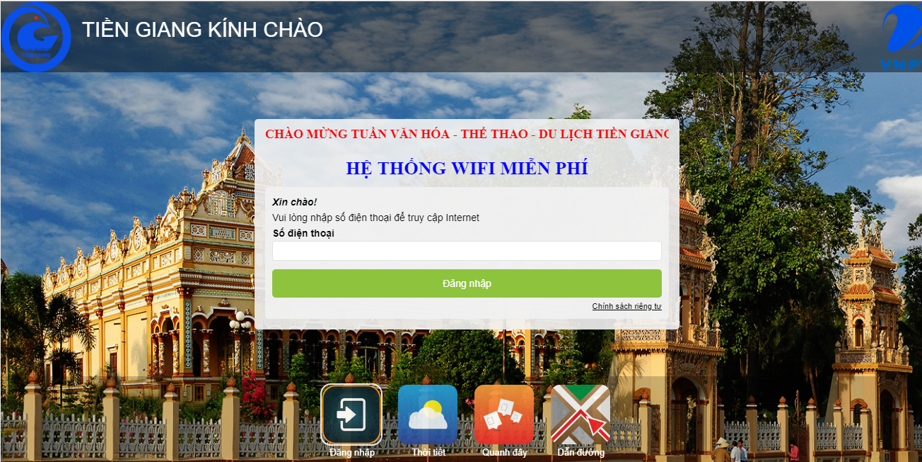 TIỀN GIANG KÍNH CHÀO
CHÀO MỪNG TUẦN VĂN HÓA - THỂ THAO - DU LỊCH TIỀN GIANG
HỆ THỐNG WIFI MIỄN PHÍ
Xin chào!
Vui lòng nhập số điện thoại để truy cập Internet
Số điện thoại
Đăng nhập
Chính sách riêng tư
Đăng nhập Thời tiết Quanh đây Dẫn đường